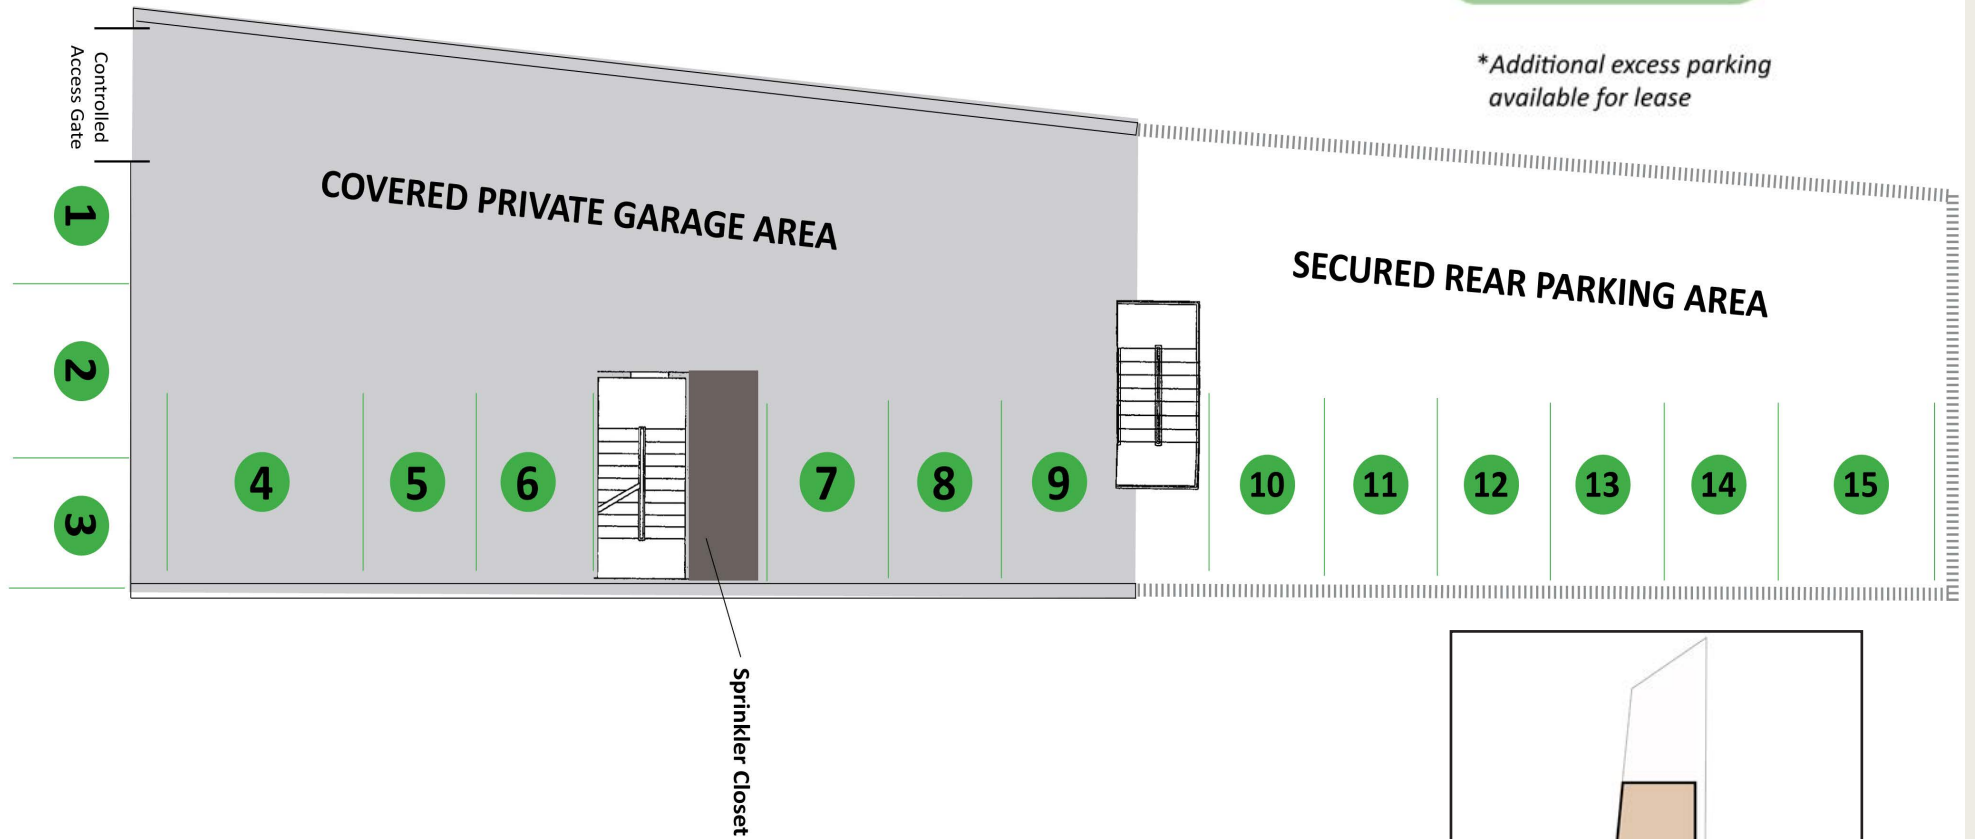 *Additional excess parking
available for lease
Controlled
Access Gate
COVERED PRIVATE GARAGE AREA
SECURED REAR PARKING AREA
1
2
3
4
5
6
7
8
9
10
11
12
13
14
15
Sprinkler Closet